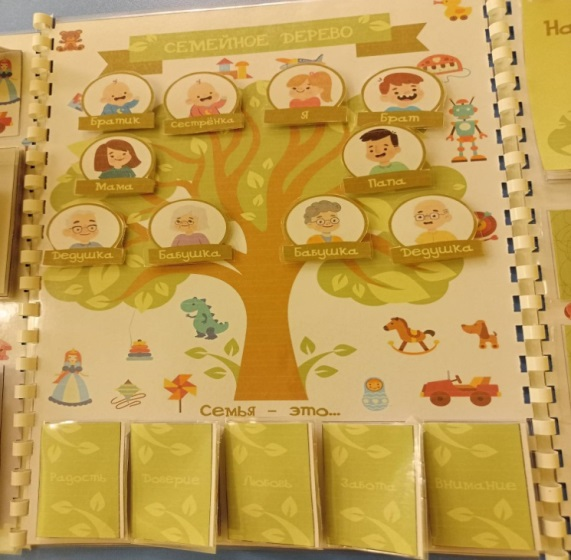 СЕМЕЙНОЕ ДЕРЕВО
Братик
Сестрёнка
Я
Брат
Мама
Папа
Дедушка
Бабушка
Бабушка
Дедушка
Семья - это...
Радость
Доверие
Любовь
Забота
Внимание